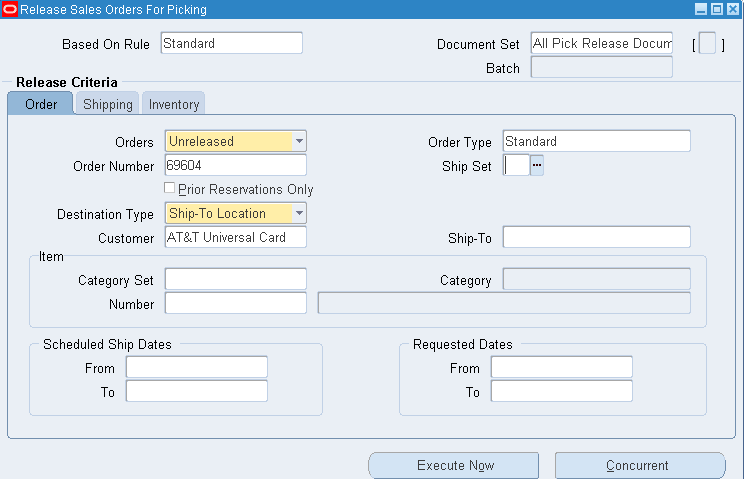 Release Sales Orders For Picking
Based On Rule Standard Document Set All Pick Release Docum [ ]
Batch
Release Criteria
Order Shipping Inventory
Orders Unreleased Order Type Standard
Order Number 69604 Ship Set ...
Prior Reservations Only
Destination Type Ship-To Location
Customer AT&T Universal Card Ship-To
Item
Category Set Category
Number
Scheduled Ship Dates Requested Dates
From From
To To
Execute Now Concurrent